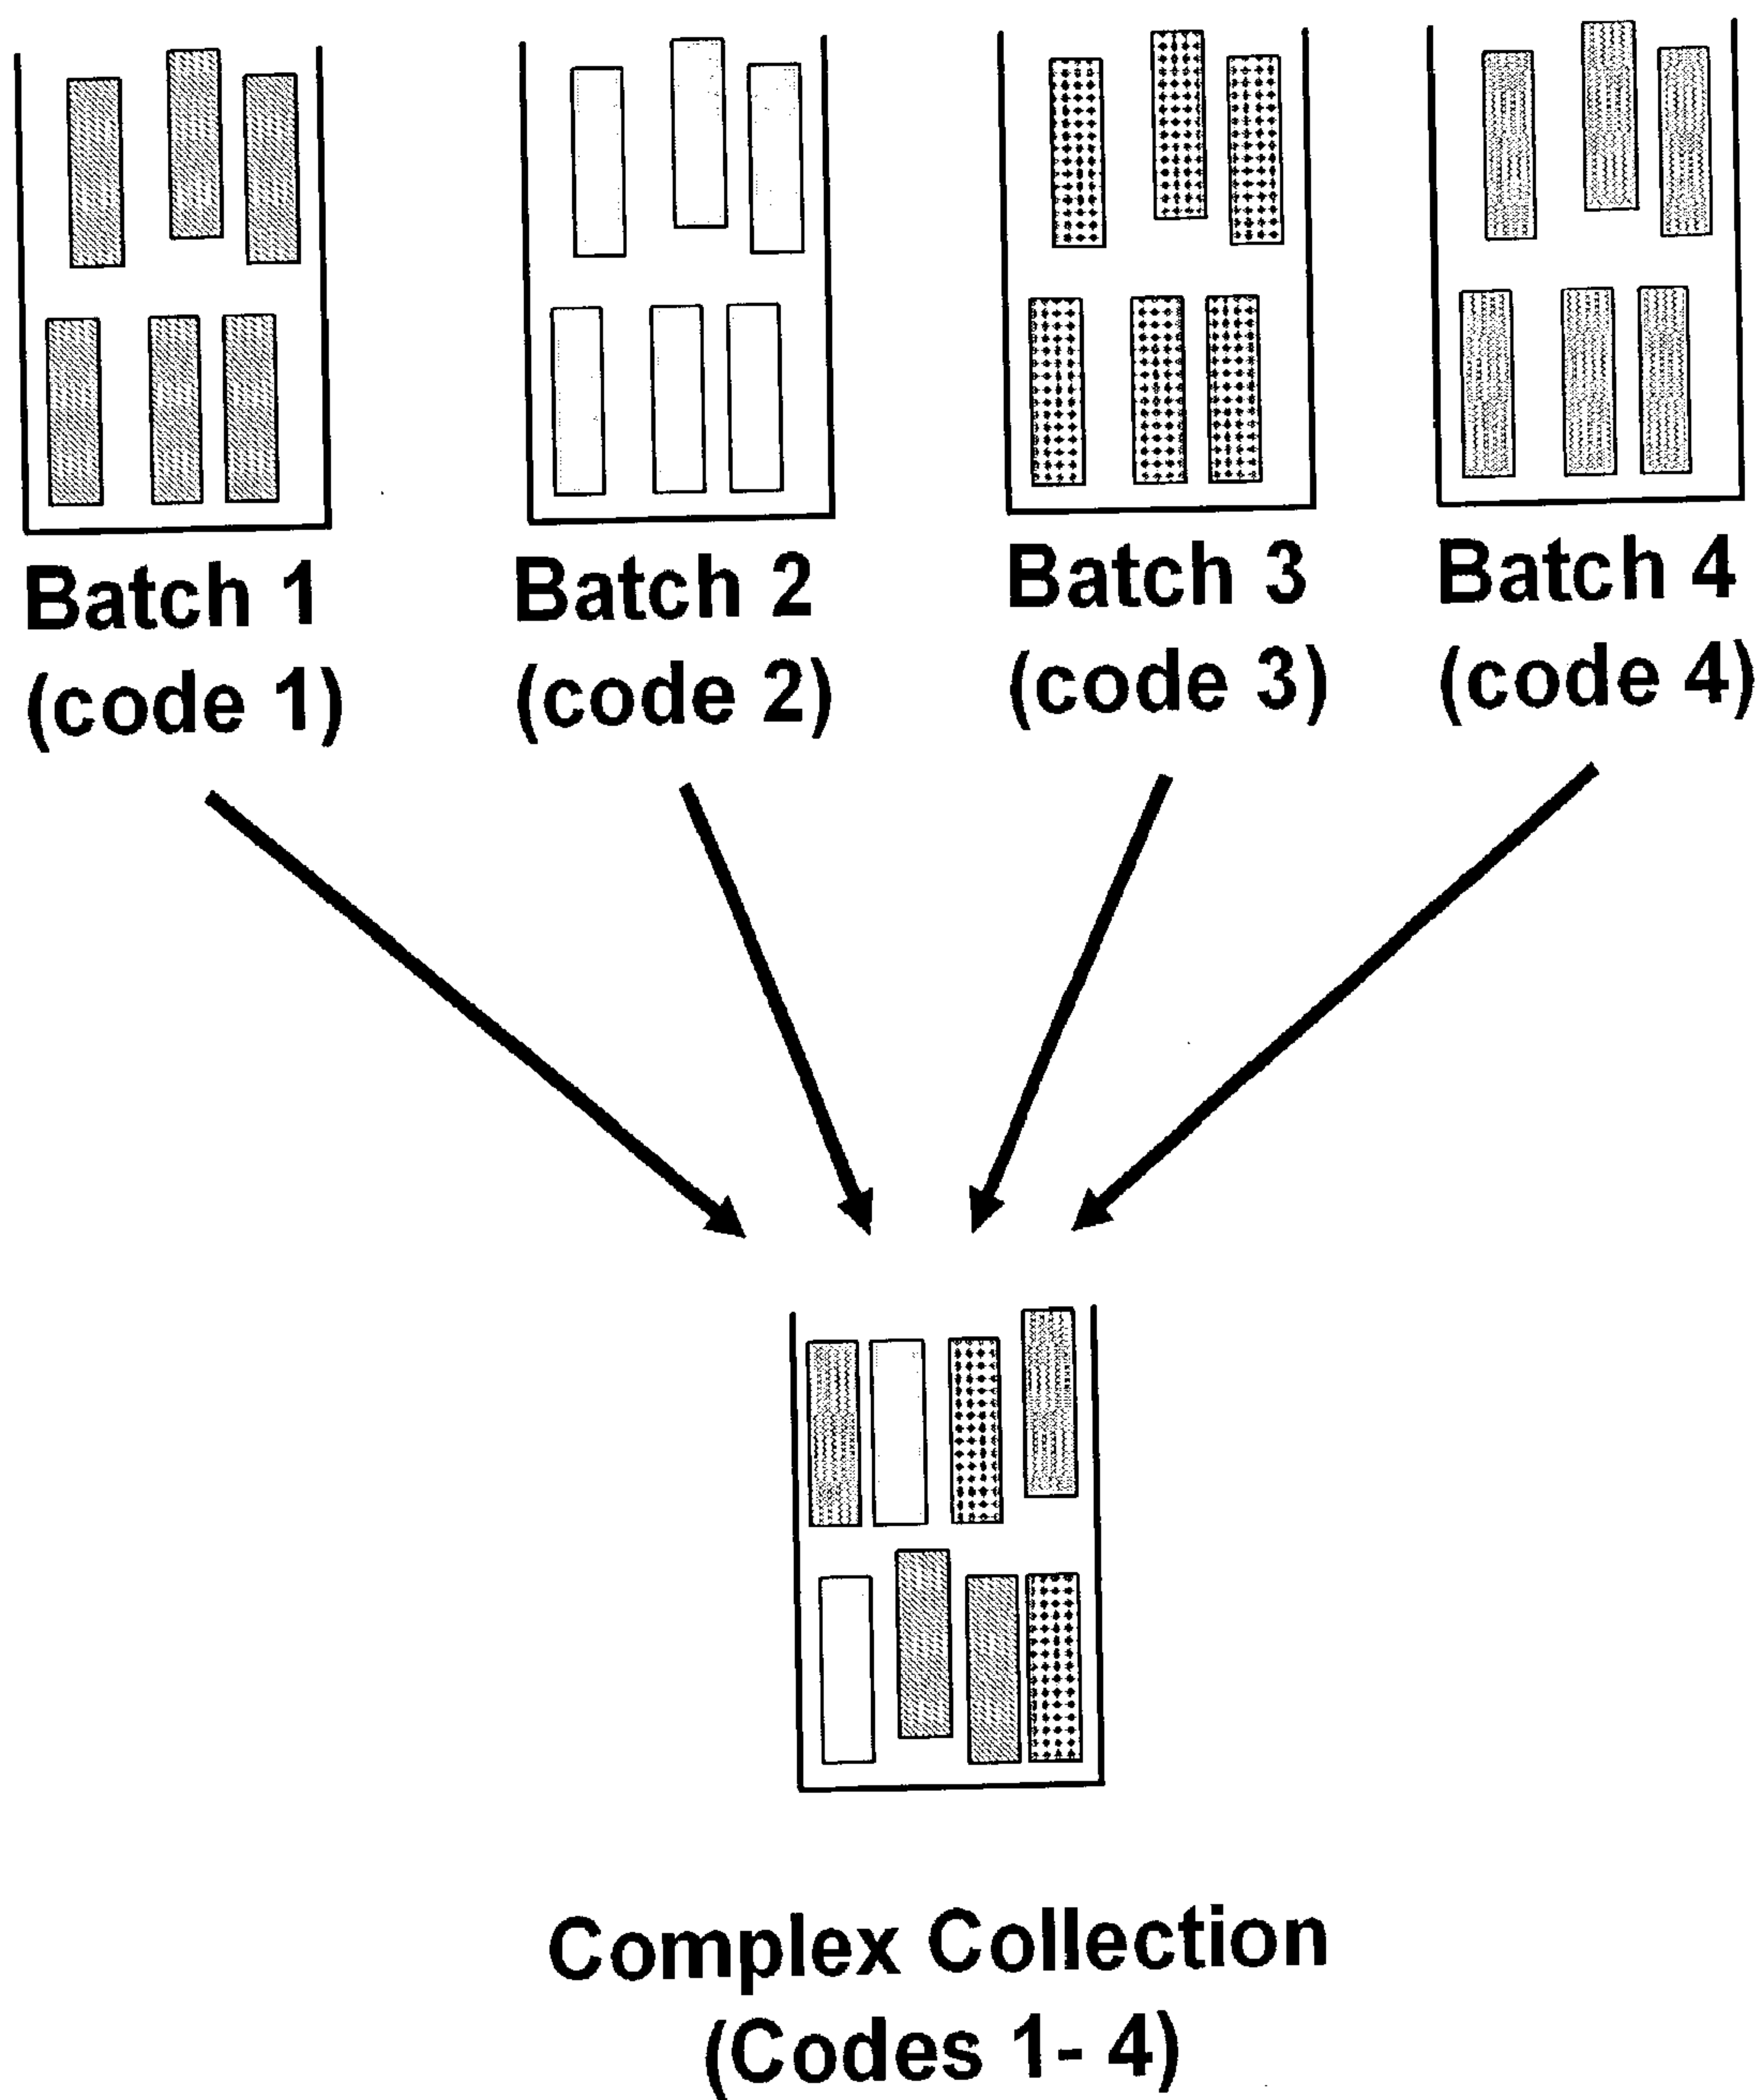 Batch 1
(code 1)
Batch 2
(code 2)
Batch 3
(code 3)
Batch 4
(code 4)
Complex Collection
(Codes 1- 4)